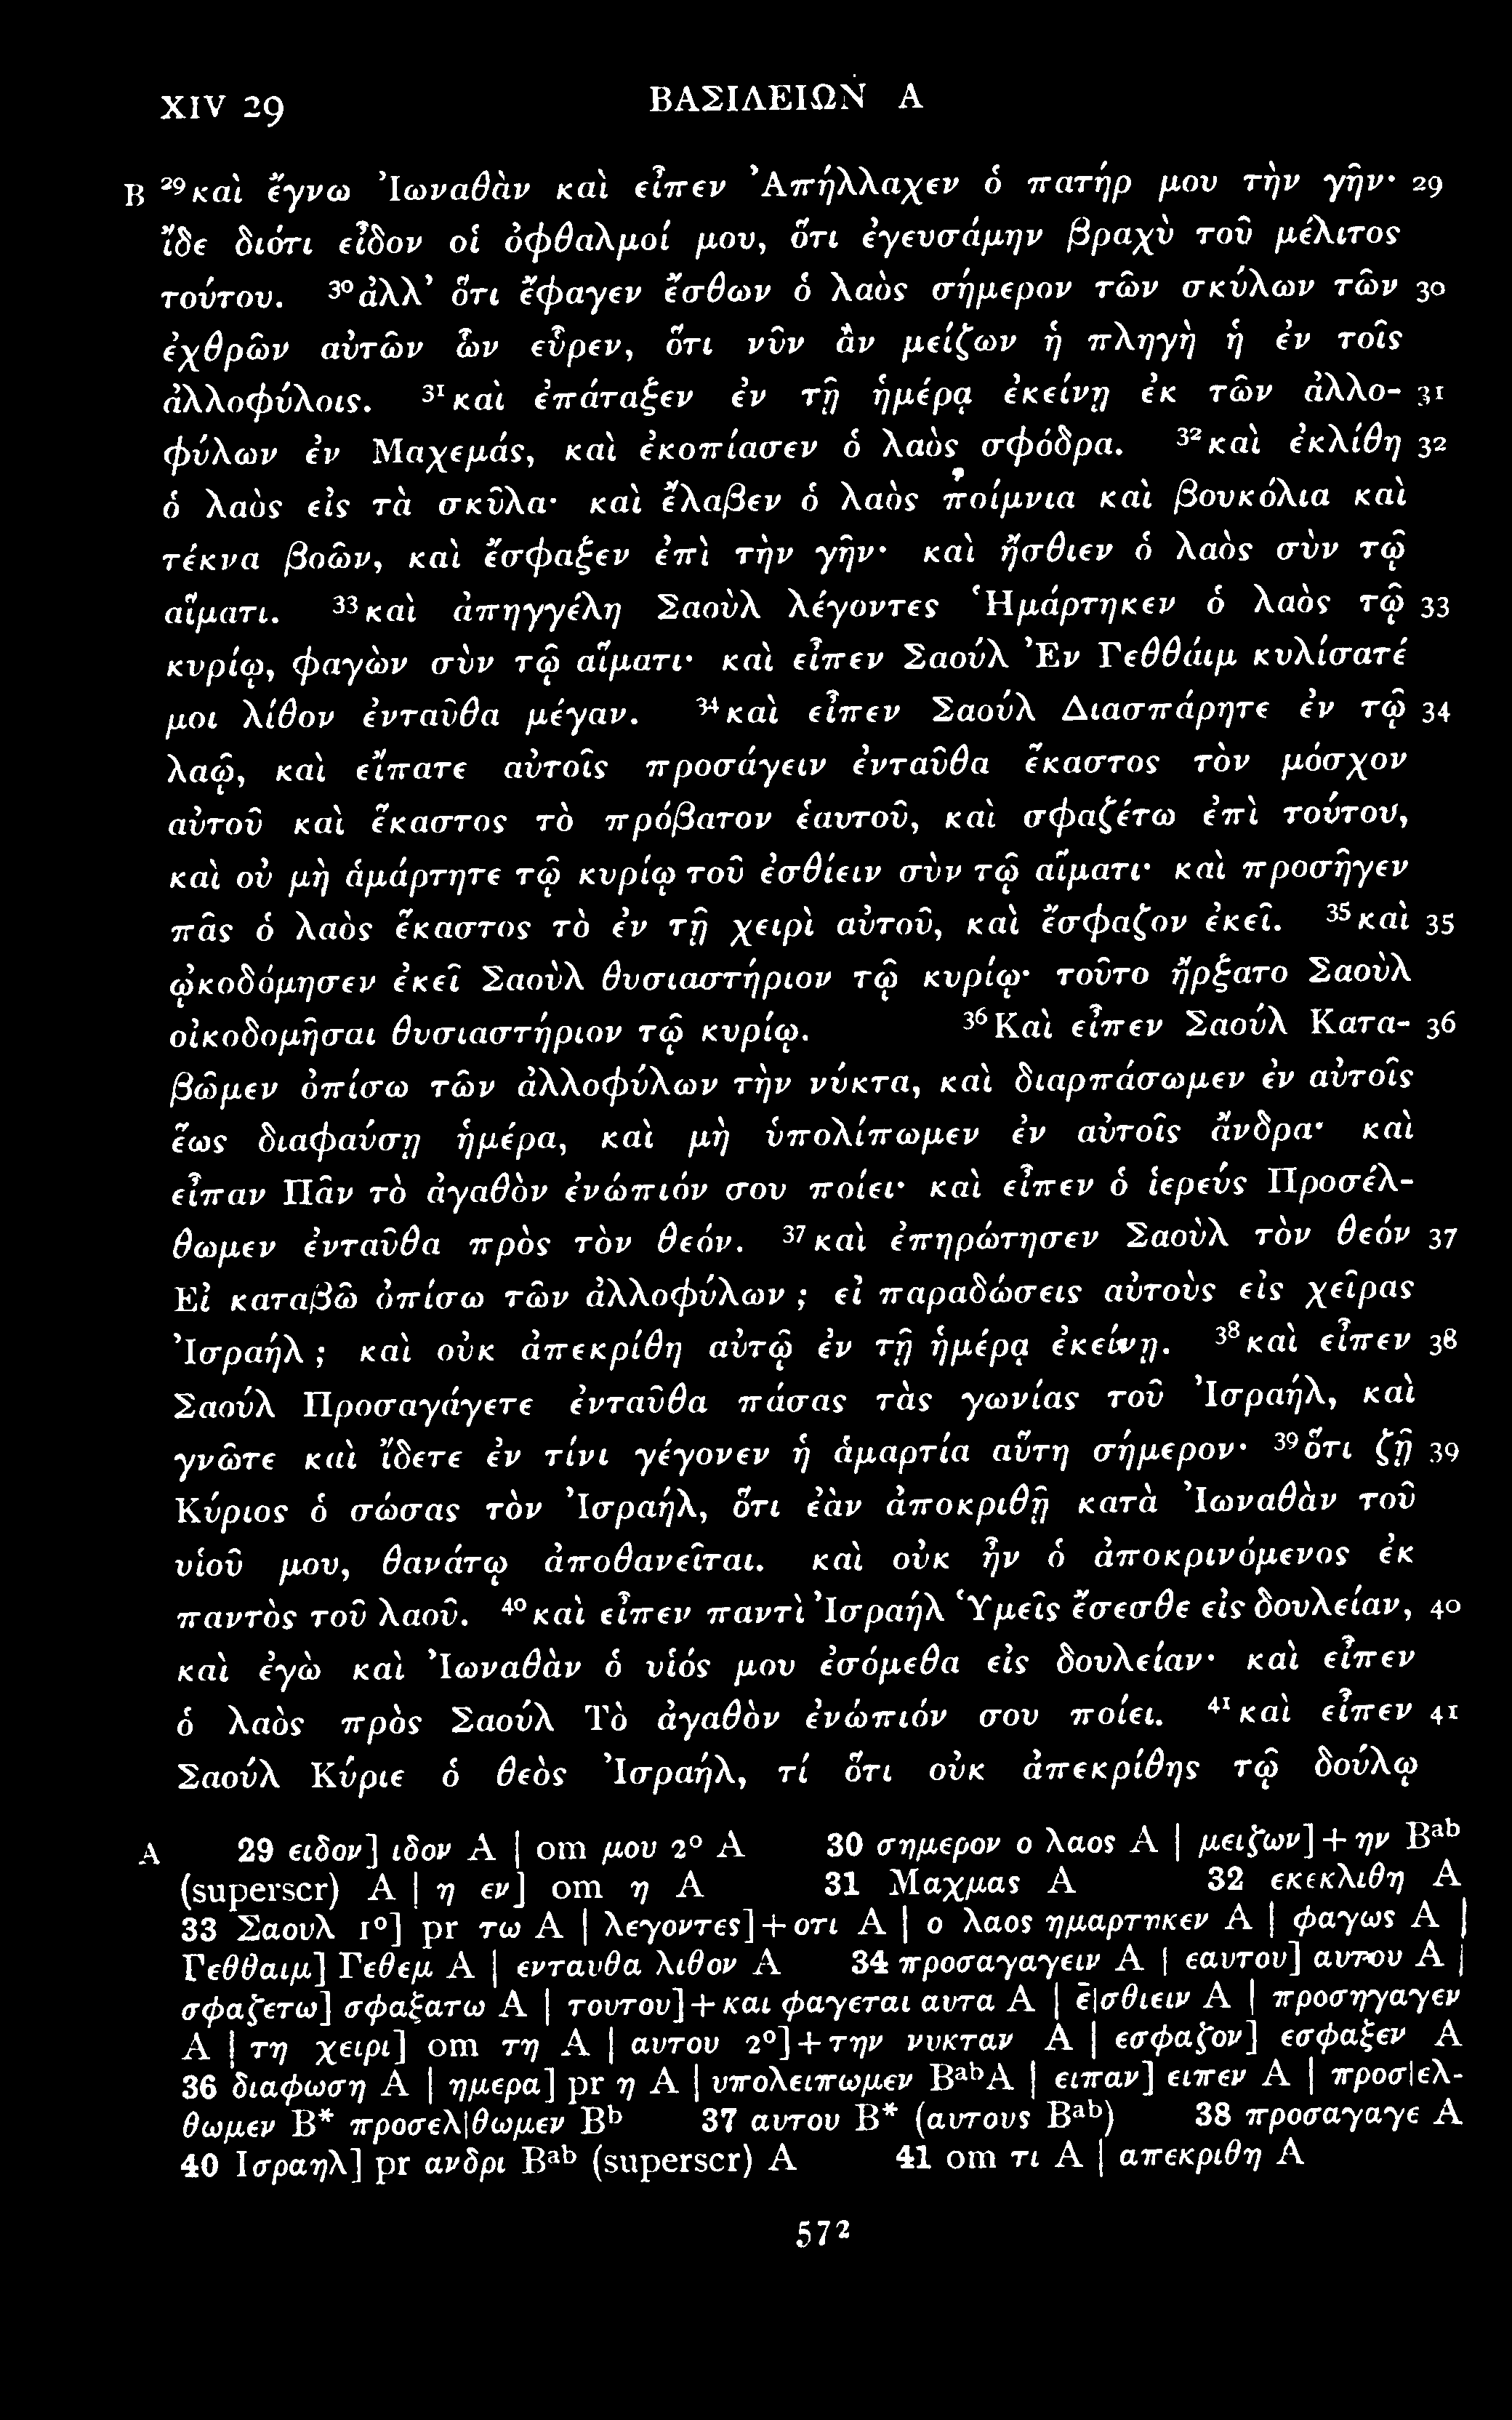 XIV 29 ΒΑΣΙΛΕΙΩΝ Α
B ²⁹καὶ ἔγνω Ἰωναθὰν καὶ εἶπεν Ἀπήλλαχεν ὁ πατήρ μου τὴν γῆν· 29
ἴδε διότι εἶδον οἱ ὀφθαλμοί μου, ὅτι ἐγευσάμην βραχὺ τοῦ μέλιτος
τούτου. ³⁰ἀλλ’ ὅτι ἔφαγεν ἔσθων ὁ λαὸς σήμερον τῶν σκύλων τῶν 30
ἐχθρῶν αὐτῶν ὧν εὗρεν, ὅτι νῦν ἂν μείζων ἡ πληγὴ ἡ ἐν τοῖς
ἀλλοφύλοις. ³¹καὶ ἐπάταξεν ἐν τῇ ἡμέρᾳ ἐκείνῃ ἐκ τῶν ἀλλο- 31
φύλων ἐν Μαχεμάς, καὶ ἐκοπίασεν ὁ λαὸς σφόδρα. ³²καὶ ἐκλίθη 32
ὁ λαὸς εἰς τὰ σκῦλα· καὶ ἔλαβεν ὁ λαὸς ποίμνια καὶ βουκόλια καὶ
τέκνα βοῶν, καὶ ἔσφαξεν ἐπὶ τὴν γῆν· καὶ ἤσθιεν ὁ λαὸς σὺν τῷ
αἵματι. ³³καὶ ἀπηγγέλη Σαοὺλ λέγοντες Ἡμάρτηκεν ὁ λαὸς τῷ 33
κυρίῳ, φαγὼν σὺν τῷ αἵματι· καὶ εἶπεν Σαούλ Ἐν Γεθθάιμ κυλίσατέ
μοι λίθον ἐνταῦθα μέγαν. ³⁴καὶ εἶπεν Σαούλ Διασπάρητε ἐν τῷ 34
λαῷ, καὶ εἴπατε αὐτοῖς προσάγειν ἐνταῦθα ἕκαστος τὸν μόσχον
αὐτοῦ καὶ ἕκαστος τὸ πρόβατον ἑαυτοῦ, καὶ σφαζέτω ἐπὶ τούτου,
καὶ οὐ μὴ ἁμάρτητε τῷ κυρίῳ τοῦ ἐσθίειν σὺν τῷ αἵματι· καὶ προσῆγεν
πᾶς ὁ λαὸς ἕκαστος τὸ ἐν τῇ χειρὶ αὐτοῦ, καὶ ἔσφαζον ἐκεῖ. ³⁵καὶ 35
ᾠκοδόμησεν ἐκεῖ Σαοὺλ θυσιαστήριον τῷ κυρίῳ· τοῦτο ἤρξατο Σαοὺλ
οἰκοδομῆσαι θυσιαστήριον τῷ κυρίῳ. ³⁶Καὶ εἶπεν Σαούλ Κατα- 36
βῶμεν ὀπίσω τῶν ἀλλοφύλων τὴν νύκτα, καὶ διαρπάσωμεν ἐν αὐτοῖς
ἕως διαφαύσῃ ἡμέρα, καὶ μὴ ὑπολίπωμεν ἐν αὐτοῖς ἄνδρα· καὶ
εἶπαν Πᾶν τὸ ἀγαθὸν ἐνώπιόν σου ποίει· καὶ εἶπεν ὁ ἱερεύς Προσέλ-
θωμεν ἐνταῦθα πρὸς τὸν θεόν. ³⁷καὶ ἐπηρώτησεν Σαοὺλ τὸν θεόν 37
Εἰ καταβῶ ὀπίσω τῶν ἀλλοφύλων ; εἰ παραδώσεις αὐτοὺς εἰς χεῖρας
Ἰσραήλ ; καὶ οὐκ ἀπεκρίθη αὐτῷ ἐν τῇ ἡμέρᾳ ἐκείνῃ. ³⁸καὶ εἶπεν 38
Σαούλ Προσαγάγετε ἐνταῦθα πάσας τὰς γωνίας τοῦ Ἰσραήλ, καὶ
γνῶτε καὶ ἴδετε ἐν τίνι γέγονεν ἡ ἁμαρτία αὕτη σήμερον· ³⁹ὅτι ζῇ 39
Κύριος ὁ σώσας τὸν Ἰσραήλ, ὅτι ἐὰν ἀποκριθῇ κατὰ Ἰωναθὰν τοῦ
υἱοῦ μου, θανάτῳ ἀποθανεῖται. καὶ οὐκ ἦν ὁ ἀποκρινόμενος ἐκ
παντὸς τοῦ λαοῦ. ⁴⁰καὶ εἶπεν παντὶ Ἰσραήλ Ὑμεῖς ἔσεσθε εἰς δουλείαν, 40
καὶ ἐγὼ καὶ Ἰωναθὰν ὁ υἱός μου ἐσόμεθα εἰς δουλείαν· καὶ εἶπεν
ὁ λαὸς πρὸς Σαούλ Τὸ ἀγαθὸν ἐνώπιόν σου ποίει. ⁴¹καὶ εἶπεν 41
Σαούλ Κύριε ὁ θεὸς Ἰσραήλ, τί ὅτι οὐκ ἀπεκρίθης τῷ δούλῳ
A 29 ειδον] ιδον A | om μου 2° A 30 σημερον ο λαος A | μειζων]+ην Bᵃᵇ
(superscr) A | η εν] om η A 31 Μαχμας A 32 εκεκλιθη A
33 Σαουλ 1°] pr τω A | λεγοντες]+οτι A | ο λαος ημαρτηκεν A | φαγως A |
Γεθθαιμ] Γεθεμ A | ενταυθα λιθον A 34 προσαγαγειν A | εαυτου] αυτου A |
σφαζετω] σφαξατω A | τουτου]+και φαγεται αυτα A | ε̄|σθιειν A | προσηγαγεν
A | τη χειρι] om τη A | αυτου 2°]+την νυκταν A | εσφαζον] εσφαξεν A
36 διαφωση A | ημερα] pr η A | υπολειπωμεν BᵃᵇA | ειπαν] ειπεν A | προσ|ελ-
θωμεν B* προσελ|θωμεν Bᵇ 37 αυτου B* (αυτους Bᵃᵇ) 38 προσαγαγε A
40 Ισραηλ] pr ανδρι Bᵃᵇ (superscr) A 41 om τι A | απεκριθη A
572